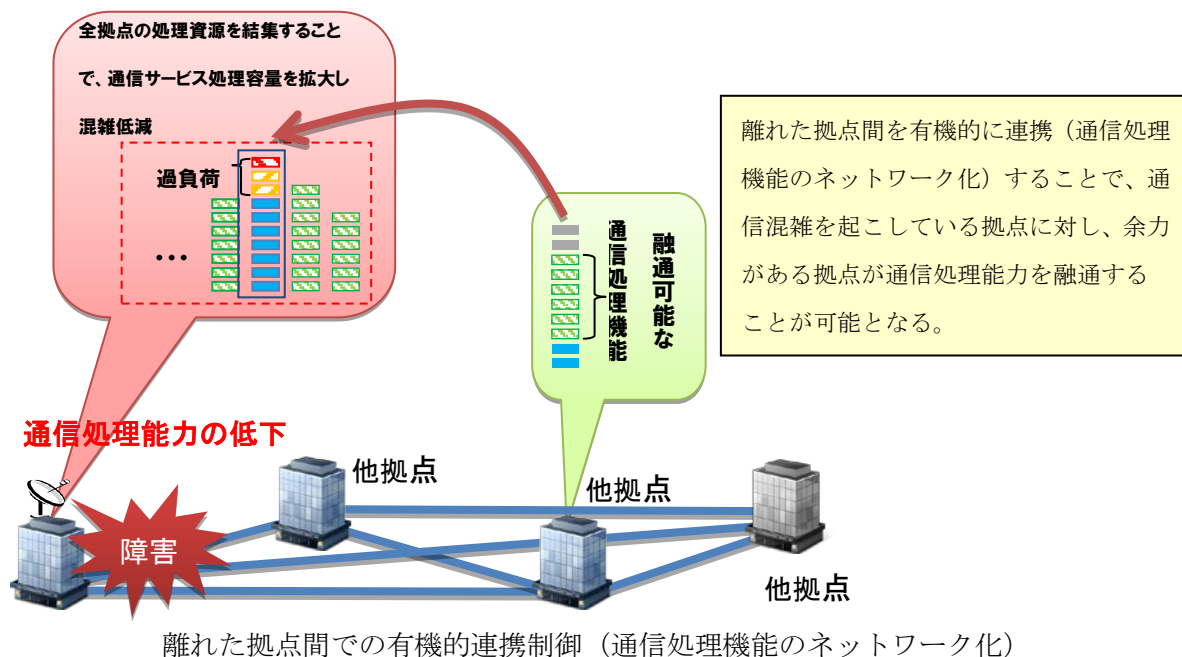 全拠点の処理資源を結集すること
で、通信サービス処理容量を拡大し
混雑低減
過負荷
…
融通可能な
通信処理機能
離れた拠点間を有機的に連携（通信処理
機能のネットワーク化）することで、通
信混雑を起こしている拠点に対し、余力
がある拠点が通信処理能力を融通する
ことが可能となる。
通信処理能力の低下
他拠点
他拠点
障害
他拠点
離れた拠点間での有機的連携制御（通信処理機能のネットワーク化）